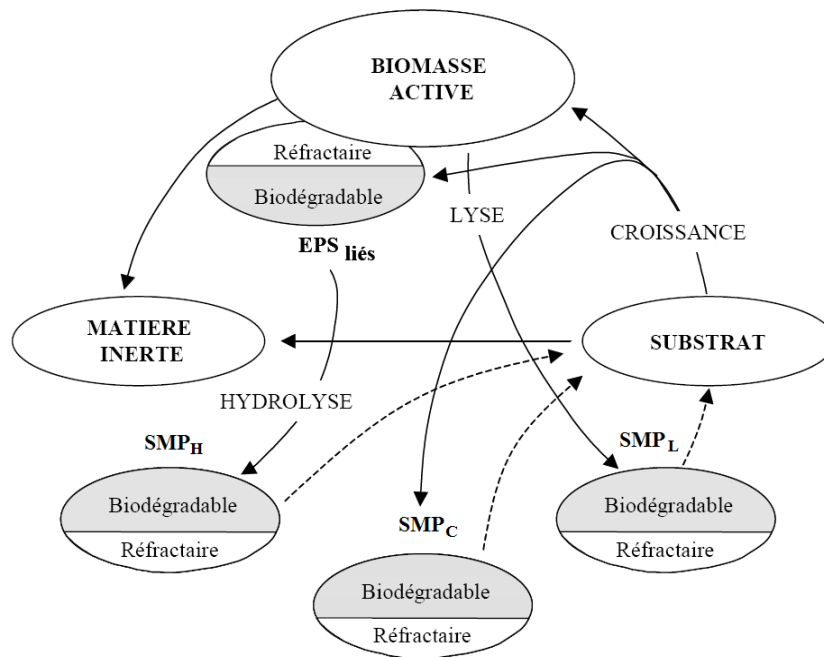 BIOMASSE
ACTIVE
Réfractaire
Biodégradable
EPS liés
LYSE
CROISSANCE
MATIERE
INERTE
SUBSTRAT
HYDROLYSE
SMPH
Biodégradable
Réfractaire
SMPC
Biodégradable
Réfractaire
SMPL
Biodégradable
Réfractaire